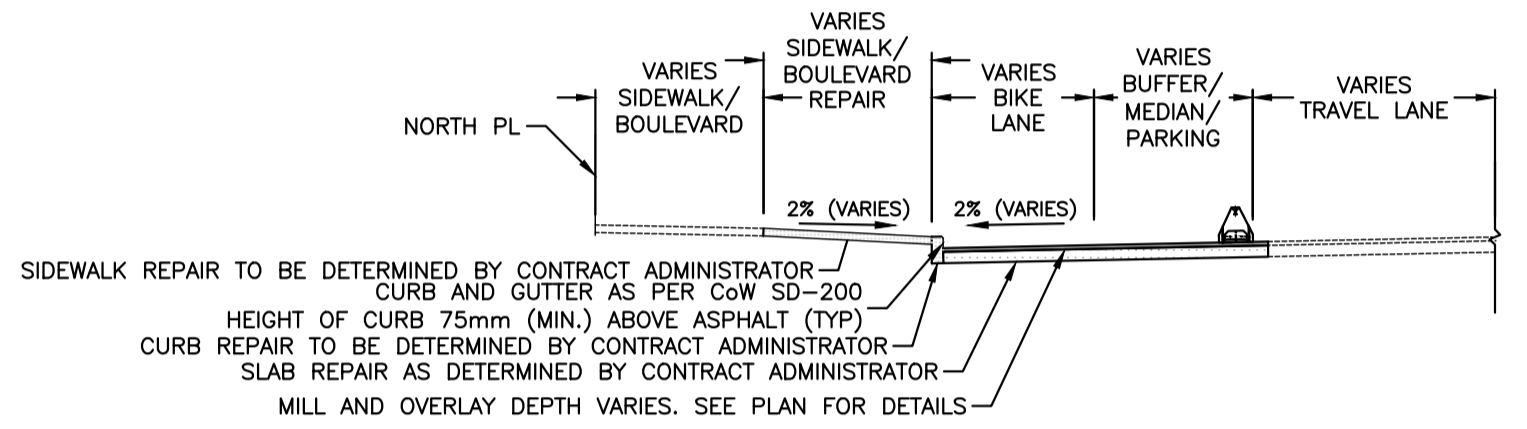 VARIES
SIDEWALK/
BOULEVARD
VARIES
SIDEWALK/
BOULEVARD
REPAIR
VARIES
BIKE
LANE
VARIES
BUFFER/
MEDIAN/
PARKING
VARIES
TRAVEL LANE
NORTH PL
2% (VARIES)
2% (VARIES)
SIDEWALK REPAIR TO BE DETERMINED BY CONTRACT ADMINISTRATOR
CURB AND GUTTER AS PER CoW SD-200
HEIGHT OF CURB 75mm (MIN.) ABOVE ASPHALT (TYP)
CURB REPAIR TO BE DETERMINED BY CONTRACT ADMINISTRATOR
SLAB REPAIR AS DETERMINED BY CONTRACT ADMINISTRATOR
MILL AND OVERLAY DEPTH VARIES. SEE PLAN FOR DETAILS